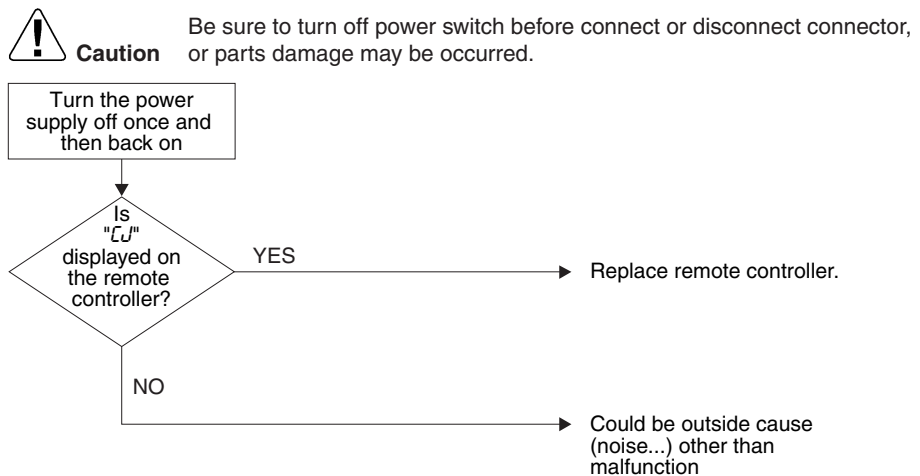 Be sure to turn off power switch before connect or disconnect connector,
Caution or parts damage may be occurred.
Turn the power
supply off once and
then back on
Is
"CJ"
displayed on
the remote
controller?
YES
Replace remote controller.
NO
Could be outside cause
(noise...) other than
malfunction